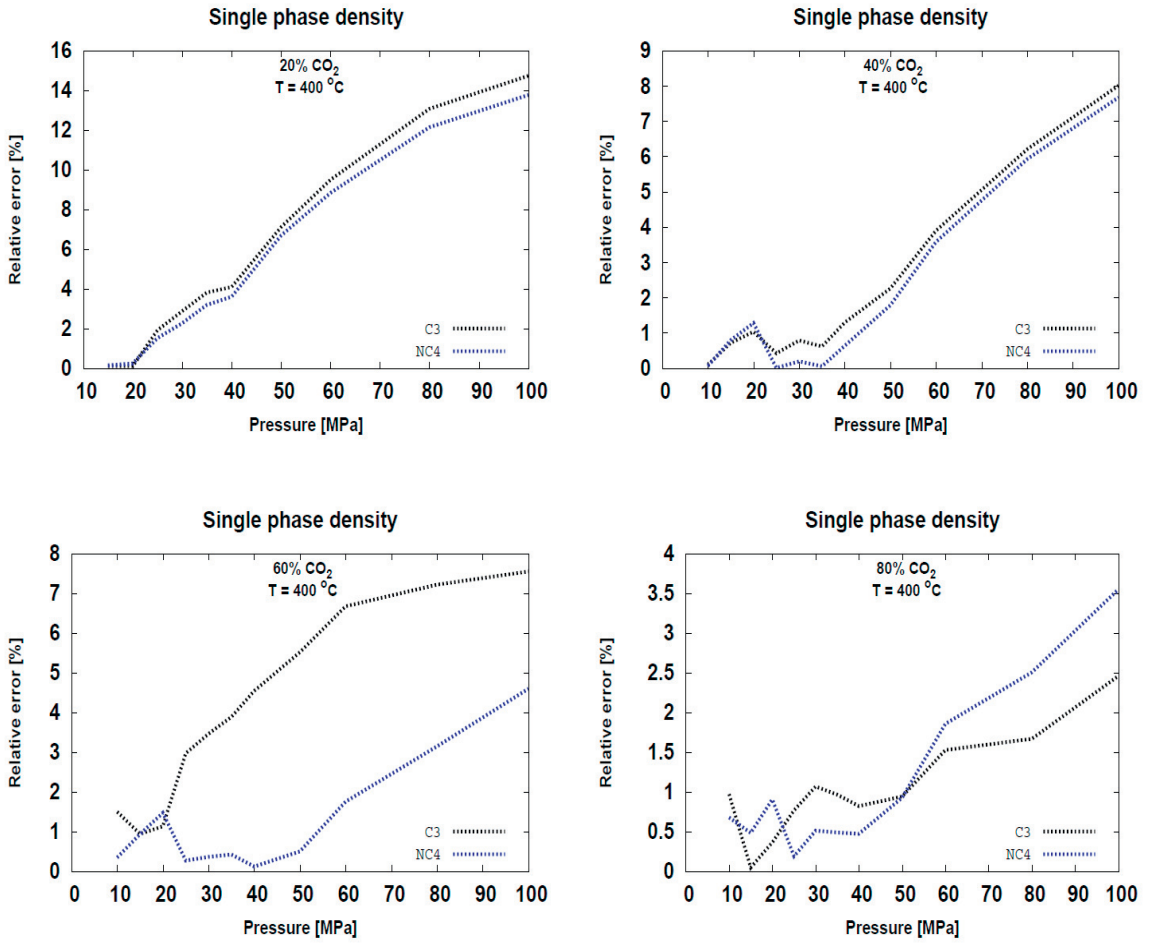 Single phase density
20% CO2
T = 400 °C
Relative error [%]
16
14
12
10
8
6
4
2
0
C3
NC4
10 20 30 40 50 60 70 80 90 100
Pressure [MPa]
Single phase density
40% CO2
T = 400 °C
Relative error [%]
9
8
7
6
5
4
3
2
1
0
C3
NC4
0 10 20 30 40 50 60 70 80 90 100
Pressure [MPa]
Single phase density
60% CO2
T = 400 °C
Relative error [%]
8
7
6
5
4
3
2
1
0
C3
NC4
0 10 20 30 40 50 60 70 80 90 100
Pressure [MPa]
Single phase density
80% CO2
T = 400 °C
Relative error [%]
4
3.5
3
2.5
2
1.5
1
0.5
0
C3
NC4
0 10 20 30 40 50 60 70 80 90 100
Pressure [MPa]